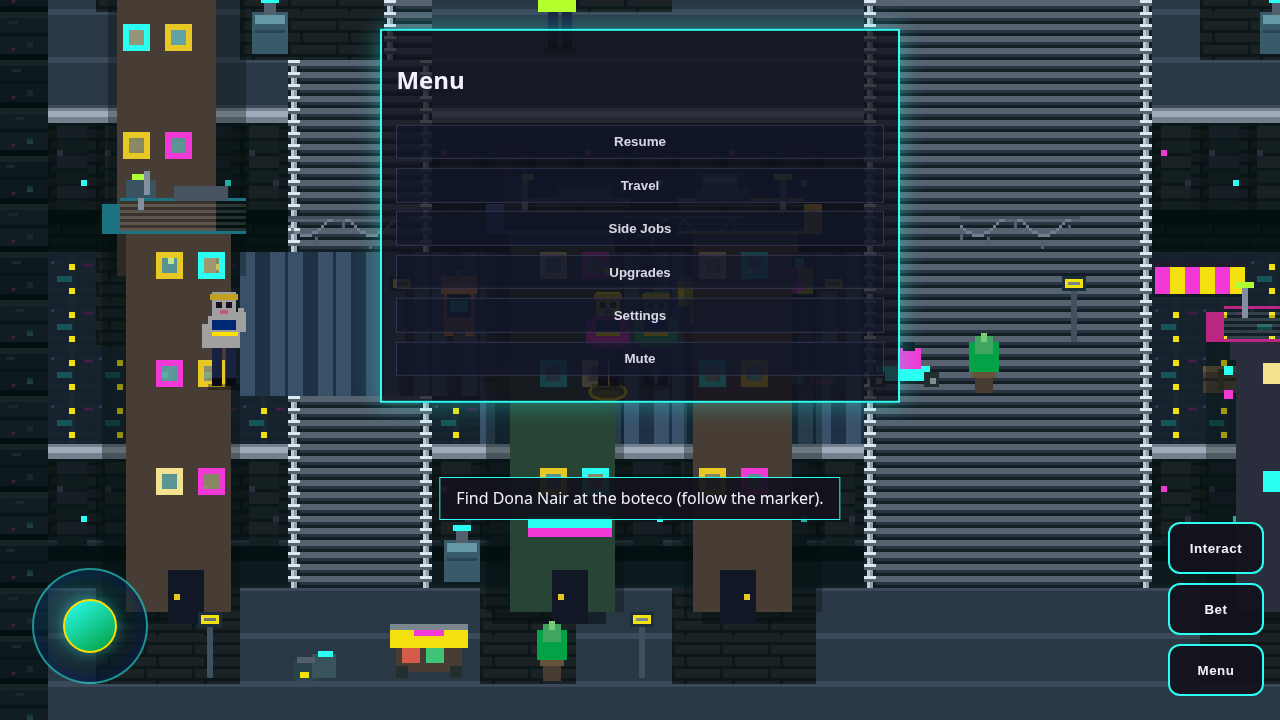 Menu
Resume
Travel
Side Jobs
Upgrades
Settings
Mute
Find Dona Nair at the boteco (follow the marker).
Interact
Bet
Menu